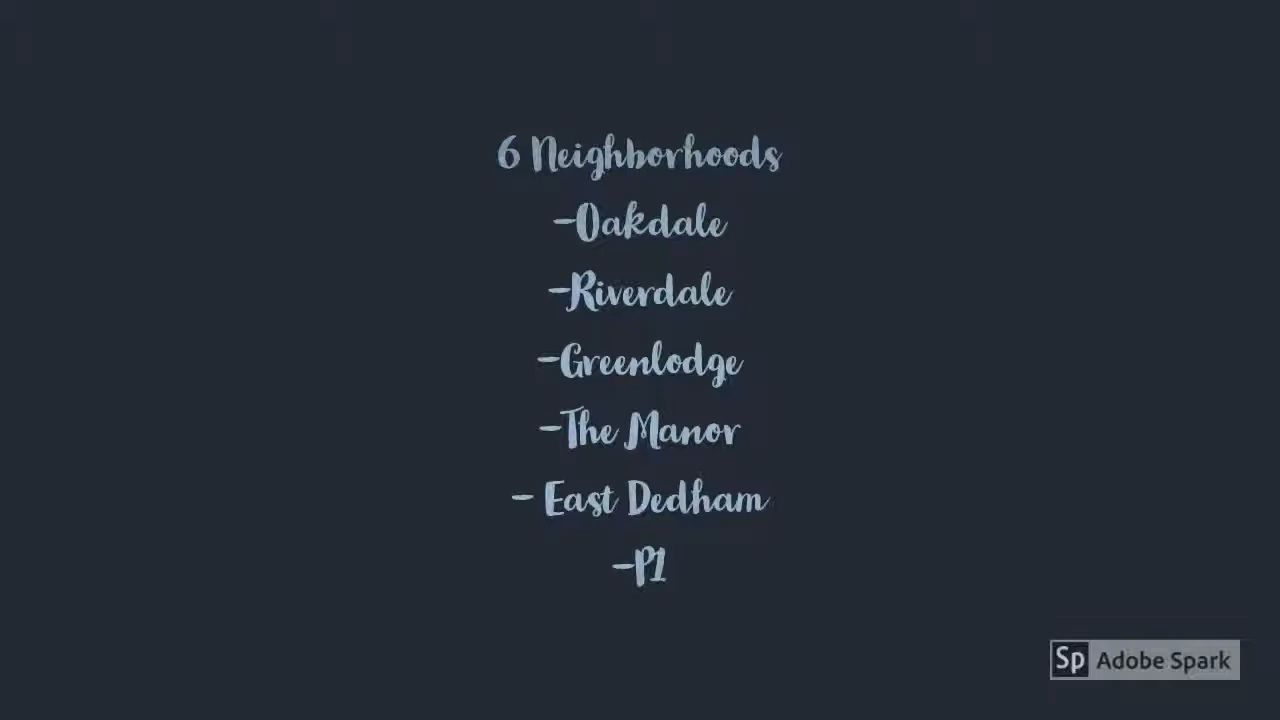 6 Neighborhoods
-Oakdale
-Riverdale
-Greenlodge
-The Manor
- East Dedham
-P1
Sp Adobe Spark